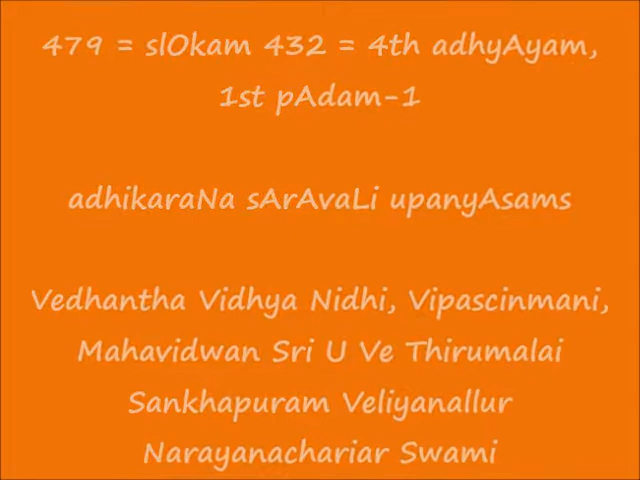 479 = slOkam 432 = 4th adhyAyam,
1st pAdam-1
adhikaraNa sArAvaLi upanyAsams
Vedhantha Vidhya Nidhi, Vipascinmani,
Mahavidwan Sri U Ve Thirumalai
Sankhapuram Veliyanallur
Narayanachariar Swami